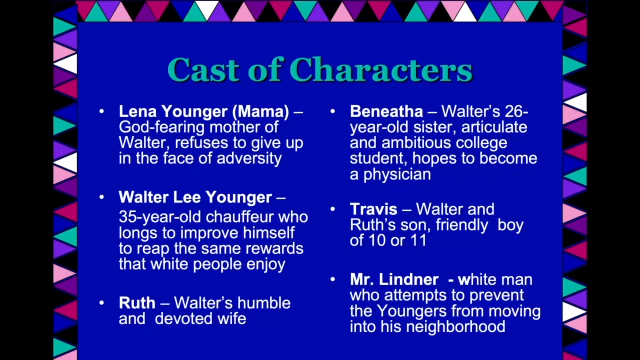 Cast of Characters
• Lena Younger (Mama) –
God-fearing mother of
Walter, refuses to give up
in the face of adversity
• Walter Lee Younger –
35-year-old chauffeur who
longs to improve himself
to reap the same rewards
that white people enjoy
• Ruth – Walter's humble
and devoted wife
• Beneatha – Walter's 26-
year-old sister, articulate
and ambitious college
student, hopes to become
a physician
• Travis – Walter and
Ruth's son, friendly boy
of 10 or 11
• Mr. Lindner - white man
who attempts to prevent
the Youngers from moving
into his neighborhood